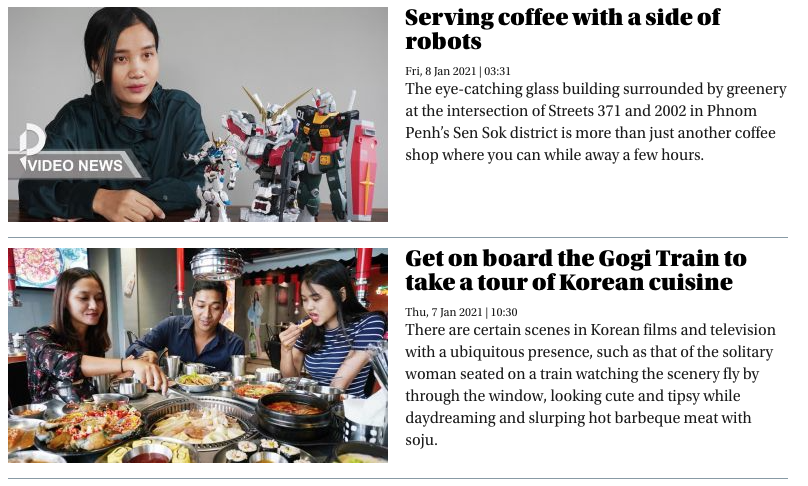 Serving coffee with a side of
robots
Fri, 8 Jan 2021 | 03:31
The eye-catching glass building surrounded by greenery
at the intersection of Streets 371 and 2002 in Phnom
Penh’s Sen Sok district is more than just another coffee
shop where you can while away a few hours.
VIDEO NEWS
Get on board the Gogi Train to
take a tour of Korean cuisine
Thu, 7 Jan 2021 | 10:30
There are certain scenes in Korean films and television
with a ubiquitous presence, such as that of the solitary
woman seated on a train watching the scenery fly by
through the window, looking cute and tipsy while
daydreaming and slurping hot barbeque meat with
soju.